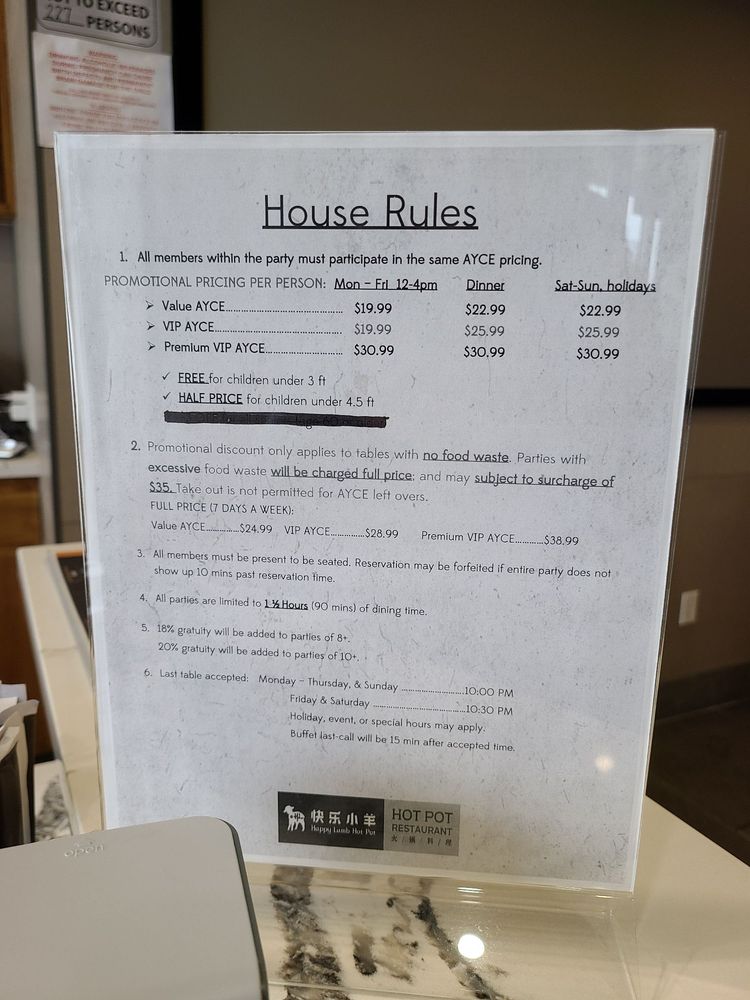 TO EXCEED
227 PERSONS
WARNING
House Rules
1. All members within the party must participate in the same AYCE pricing.
PROMOTIONAL PRICING PER PERSON: Mon – Fri 12-4pm Dinner Sat-Sun, holidays
➢ Value AYCE.......................................... $19.99 $22.99 $22.99
➢ VIP AYCE............................................. $19.99 $25.99 $25.99
➢ Premium VIP AYCE............................ $30.99 $30.99 $30.99
✓ FREE for children under 3 ft
✓ HALF PRICE for children under 4.5 ft
2. Promotional discount only applies to tables with no food waste. Parties with
excessive food waste will be charged full price; and may subject to surcharge of
$35. Take out is not permitted for AYCE left overs.
FULL PRICE (7 DAYS A WEEK):
Value AYCE...............$24.99 VIP AYCE...............$28.99 Premium VIP AYCE............$38.99
3. All members must be present to be seated. Reservation may be forfeited if entire party does not
show up 10 mins past reservation time.
4. All parties are limited to 1 ½ Hours (90 mins) of dining time.
5. 18% gratuity will be added to parties of 8+.
20% gratuity will be added to parties of 10+.
6. Last table accepted: Monday – Thursday, & Sunday .........................10:00 PM
Friday & Saturday .....................................10:30 PM
Holiday, event, or special hours may apply.
Buffet last-call will be 15 min after accepted time.
快乐小羊
Happy Lamb Hot Pot
HOT POT
RESTAURANT
火 / 锅 / 料 / 理
open